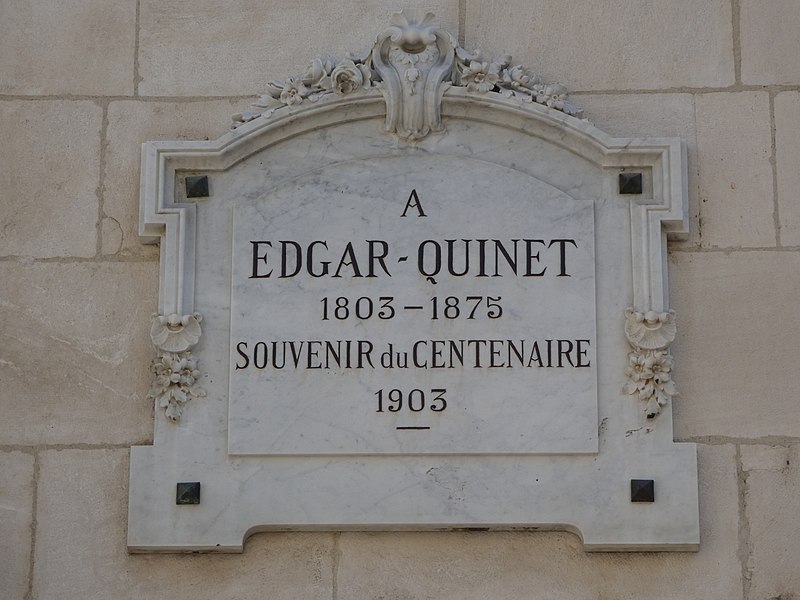 A
EDGAR-QUINET
1803-1875
SOUVENIR du CENTENAIRE
1903